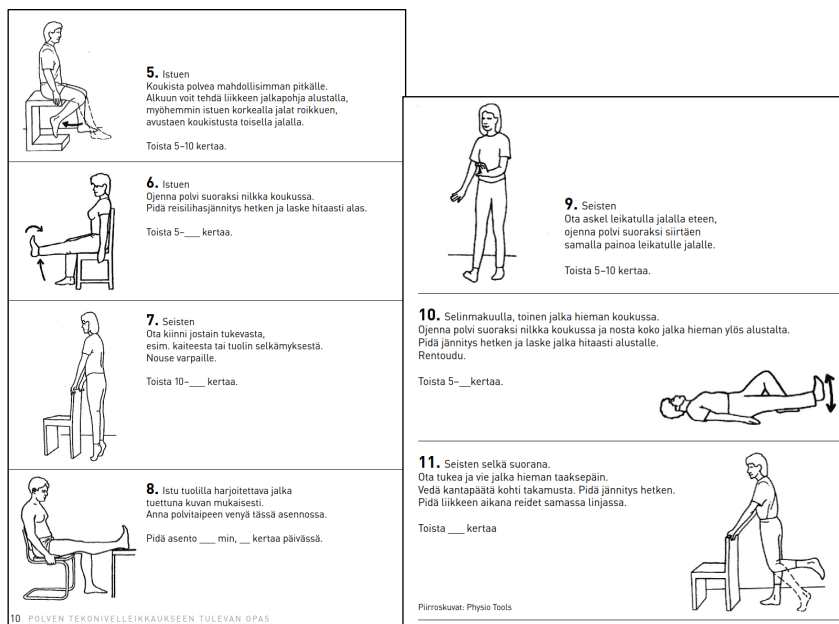 5. Istuen
Koukista polvea mahdollisimman pitkälle.
Alkuun voit tehdä liikkeen jalkapohja alustalla,
myöhemmin istuen korkealla jalat roikkuen,
avustaen koukistusta toisella jalalla.
Toista 5–10 kertaa.
6. Istuen
Ojenna polvi suoraksi nilkka koukussa.
Pidä reisilihasjännitys hetken ja laske hitaasti alas.
Toista 5–___ kertaa.
7. Seisten
Ota kiinni jostain tukevasta,
esim. kaiteesta tai tuolin selkämyksestä.
Nouse varpaille.
Toista 10–___ kertaa.
8. Istu tuolilla harjoitettava jalka
tuettuna kuvan mukaisesti.
Anna polvitaipeen venyä tässä asennossa.
Pidä asento ___ min, __ kertaa päivässä.
10 POLVEN TEKONIVELLEIKKAUKSEEN TULEVAN OPAS
9. Seisten
Ota askel leikatulla jalalla eteen,
ojenna polvi suoraksi siirtäen
samalla painoa leikatulle jalalle.
Toista 5–10 kertaa.
10. Selinmakuulla, toinen jalka hieman koukussa.
Ojenna polvi suoraksi nilkka koukussa ja nosta koko jalka hieman ylös alustalta.
Pidä jännitys hetken ja laske jalka hitaasti alustalle.
Rentoudu.
Toista 5–__kertaa.
11. Seisten selkä suorana.
Ota tukea ja vie jalka hieman taaksepäin.
Vedä kantapäätä kohti takamusta. Pidä jännitys hetken.
Pidä liikkeen aikana reidet samassa linjassa.
Toista ___ kertaa
Piirroskuvat: Physio Tools